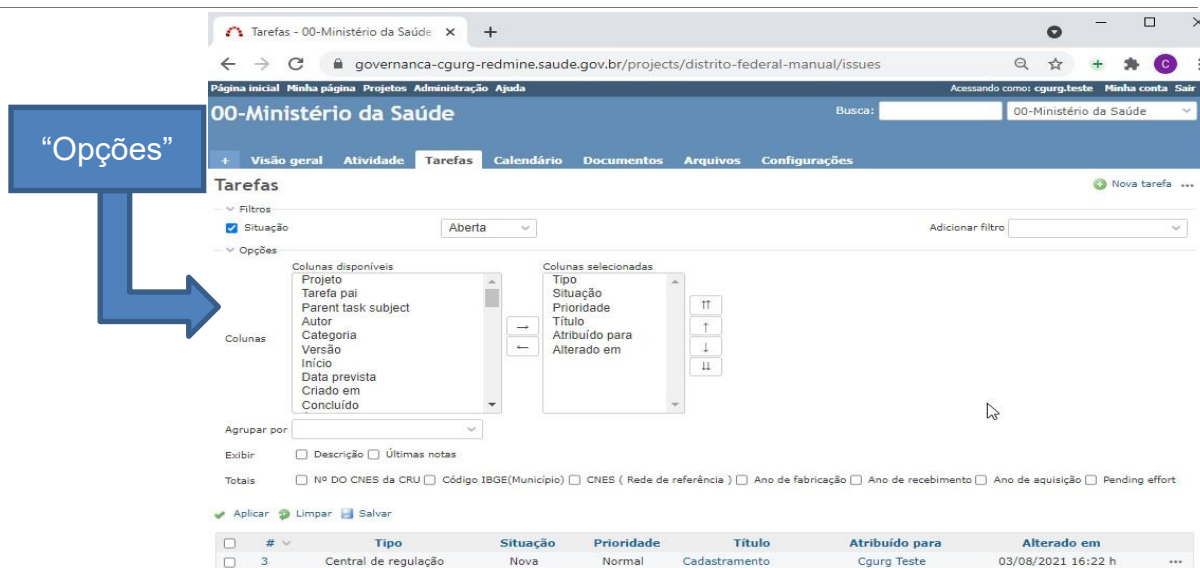 Tarefas - 00-Ministério da Saúde
governanca-cgurg-redmine.saude.gov.br/projects/distrito-federal-manual/issues
C
Página inicial Minha página Projetos Administração Ajuda
Acessando como: cgurg.teste Minha conta Sair
00-Ministério da Saúde
Busca:
00-Ministério da Saúde
“Opções”
+ Visão geral Atividade Tarefas Calendário Documentos Arquivos Configurações
Tarefas
Nova tarefa ...
Filtros
Situação Aberta Adicionar filtro
Opções
Colunas disponíveis Colunas selecionadas
Colunas
Projeto
Tarefa pai
Parent task subject
Autor
Categoria
Versão
Início
Data prevista
Criado em
Concluído
Tipo
Situação
Prioridade
Título
Atribuído para
Alterado em
Agrupar por
Exibir Descrição Últimas notas
Totais Nº DO CNES da CRU Código IBGE(Município) CNES ( Rede de referência ) Ano de fabricação Ano de recebimento Ano de aquisição Pending effort
Aplicar Limpar Salvar
# Tipo Situação Prioridade Título Atribuído para Alterado em
3 Central de regulação Nova Normal Cadastramento Cgurg Teste 03/08/2021 16:22 h ...